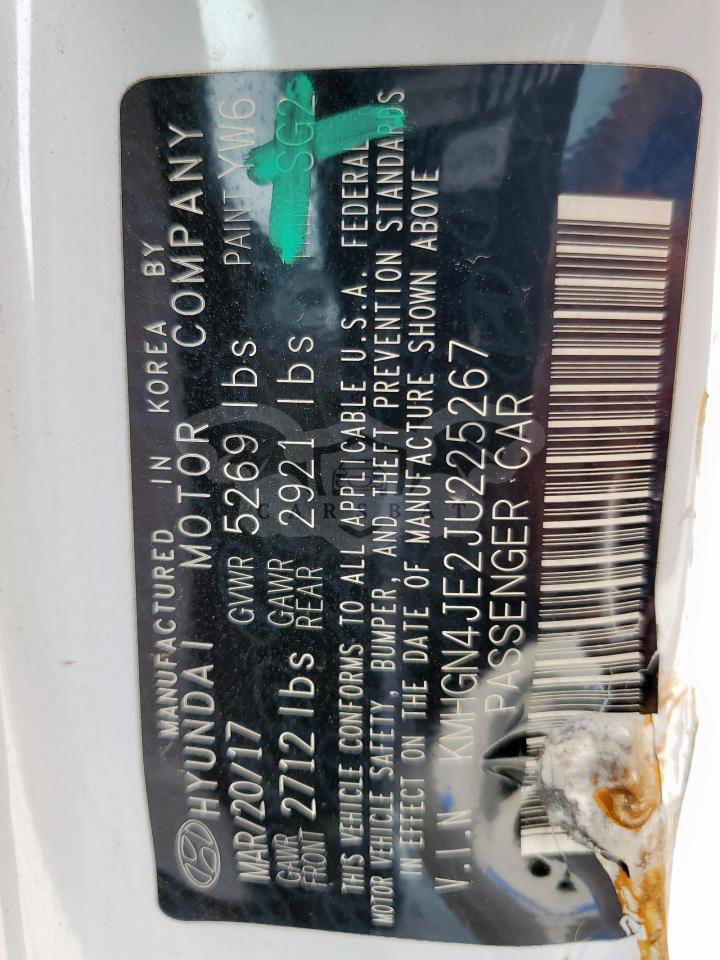 MANUFACTURED IN KOREA BY
HYUNDAI MOTOR COMPANY
MAR/20/17 GVWR 5269 lbs PAINT YW6
GAWR FRONT 2712 lbs GAWR REAR 2921 lbs TRIM SG2
THIS VEHICLE CONFORMS TO ALL APPLICABLE U.S.A. FEDERAL
MOTOR VEHICLE SAFETY, BUMPER, AND THEFT PREVENTION STANDARDS
IN EFFECT ON THE DATE OF MANUFACTURE SHOWN ABOVE
V.I.N KMHGN4JE2JU225267
PASSENGER CAR
CARSBAT